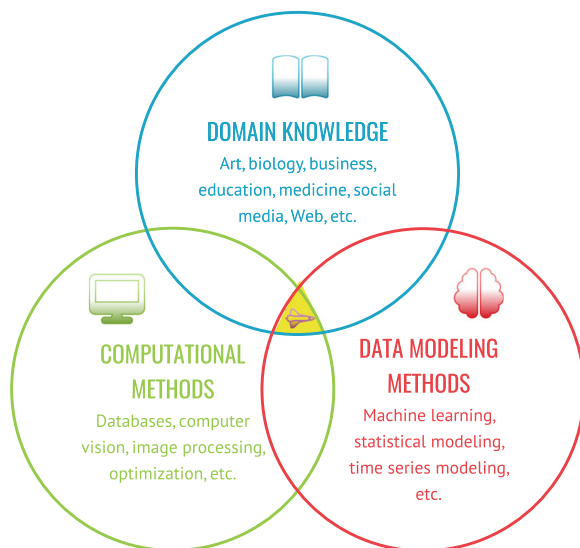 DOMAIN KNOWLEDGE
Art, biology, business,
education, medicine, social
media, Web, etc.
COMPUTATIONAL
METHODS
Databases, computer
vision, image processing,
optimization, etc.
DATA MODELING
METHODS
Machine learning,
statistical modeling,
time series modeling,
etc.